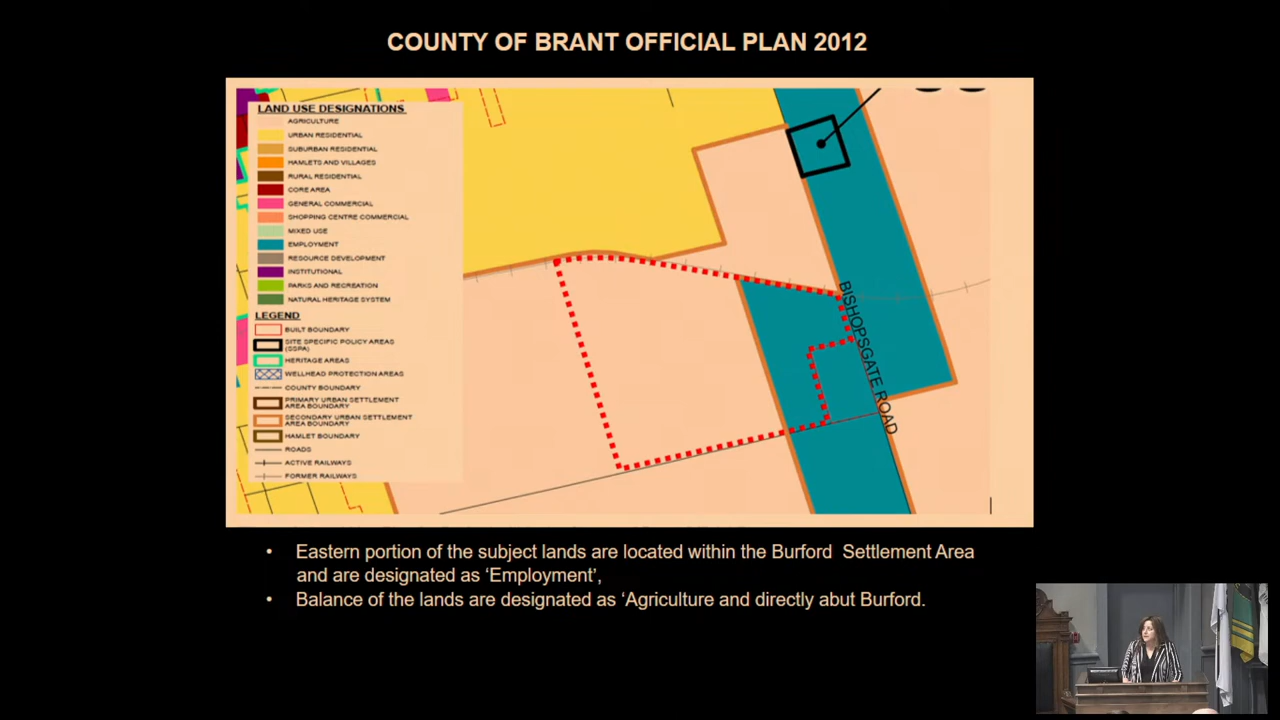 COUNTY OF BRANT OFFICIAL PLAN 2012
LAND USE DESIGNATIONS
AGRICULTURE
URBAN RESIDENTIAL
SUBURBAN RESIDENTIAL
HAMLETS AND VILLAGES
RURAL RESIDENTIAL
CORE AREA
GENERAL COMMERCIAL
SHOPPING CENTRE COMMERCIAL
MIXED USE
EMPLOYMENT
RESOURCE DEVELOPMENT
INSTITUTIONAL
PARKS AND RECREATION
NATURAL HERITAGE SYSTEM
LEGEND
BUILT BOUNDARY
SITE SPECIFIC POLICY AREAS
(SSPA)
HERITAGE AREAS
WELLHEAD PROTECTION AREAS
COUNTY BOUNDARY
PRIMARY URBAN SETTLEMENT
AREA BOUNDARY
SECONDARY URBAN SETTLEMENT
AREA BOUNDARY
HAMLET BOUNDARY
ROADS
ACTIVE RAILWAYS
FORMER RAILWAYS
BISHOPSGATE ROAD
• Eastern portion of the subject lands are located within the Burford Settlement Area
and are designated as ‘Employment’,
• Balance of the lands are designated as ‘Agriculture and directly abut Burford.